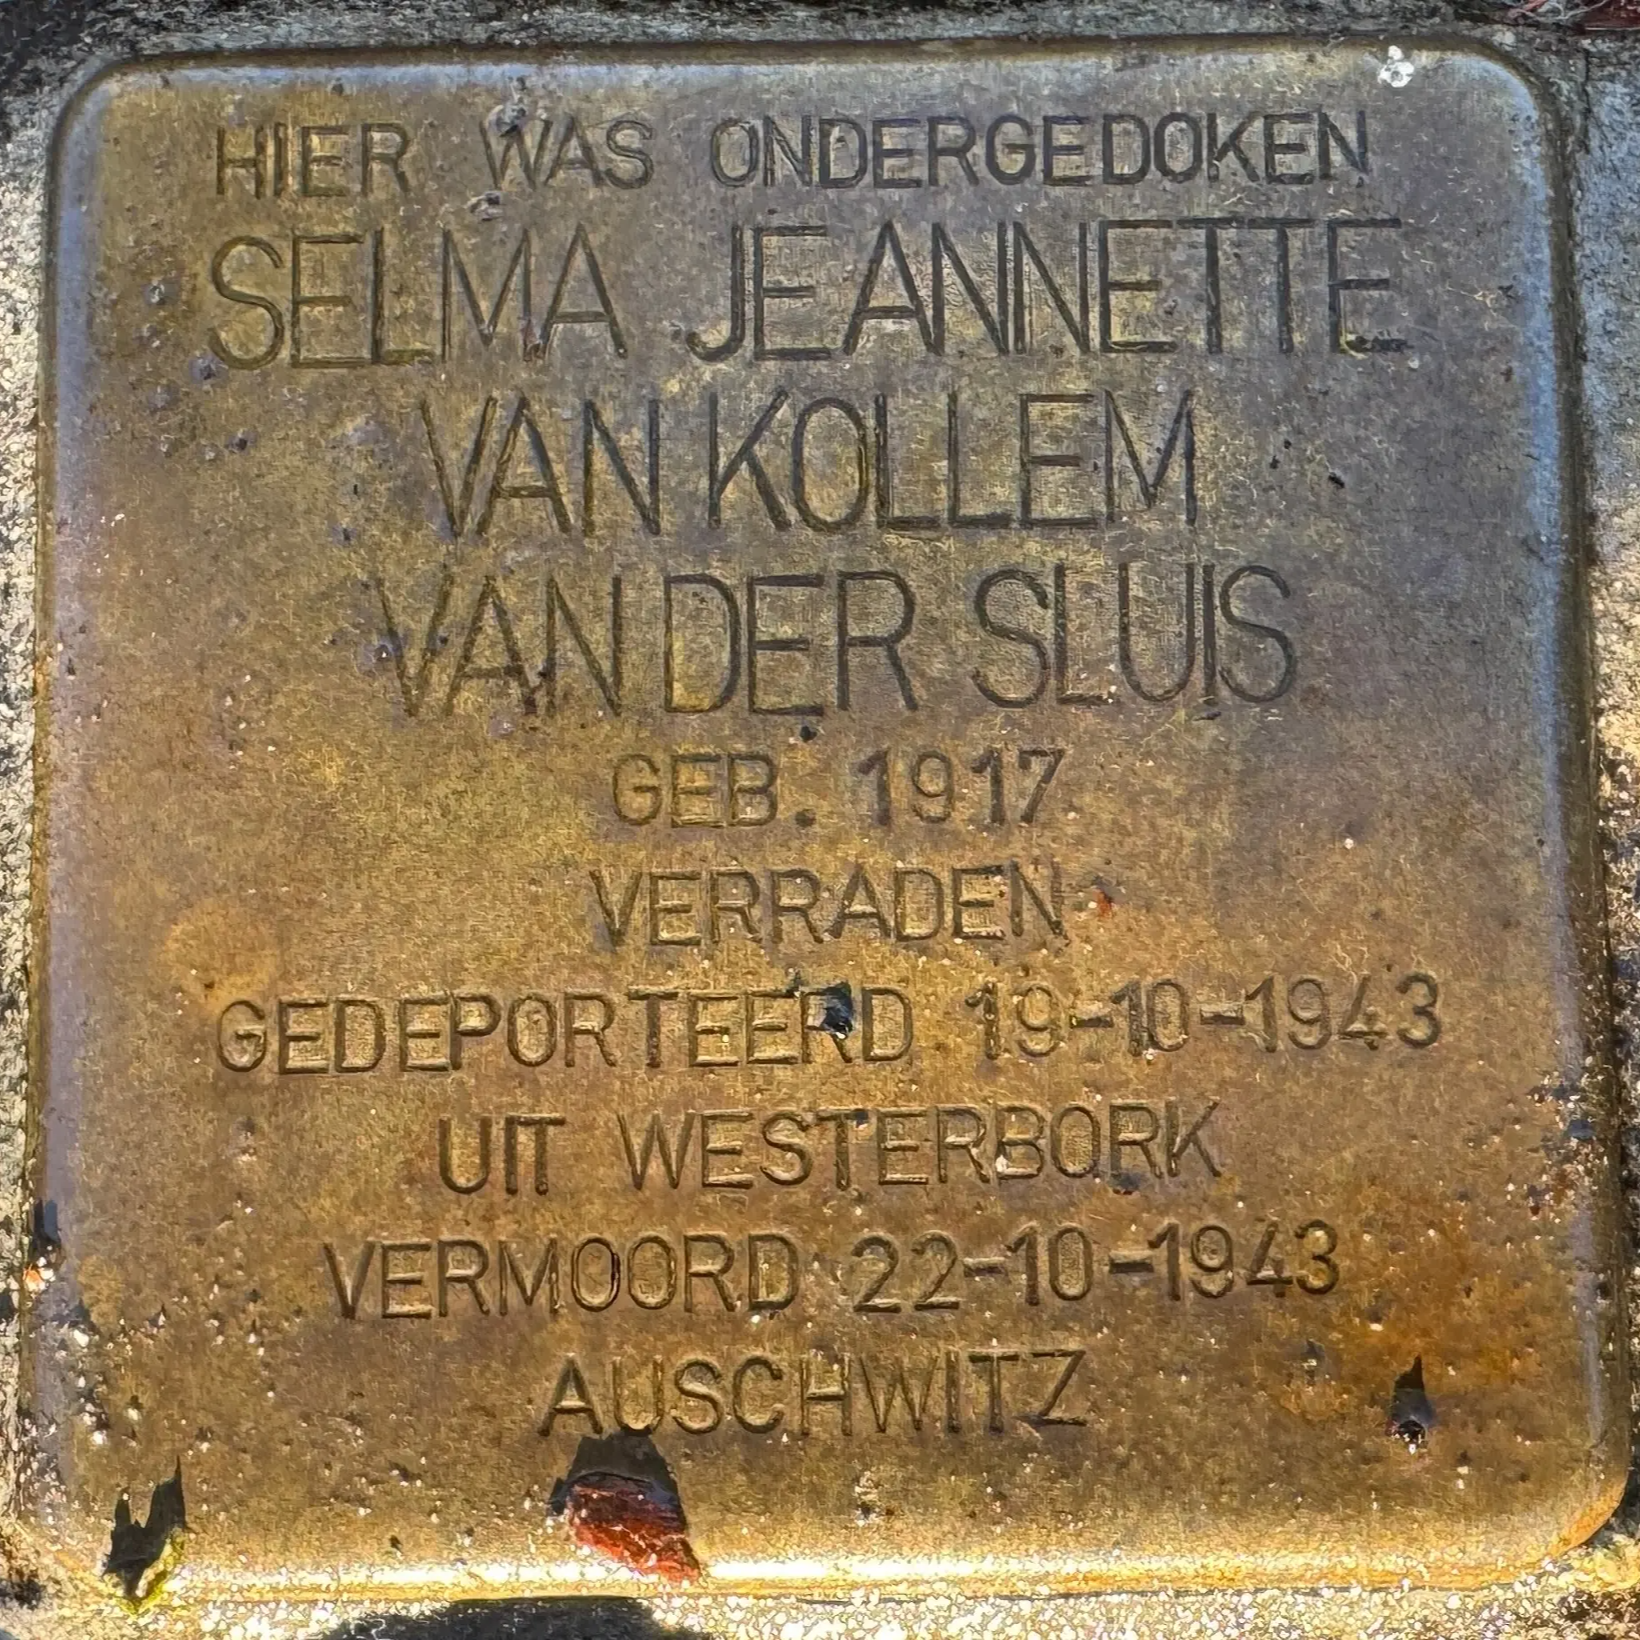 HIER WAS ONDERGEDOKEN
SELMA JEANNETTE
VAN KOLLEM
VAN DER SLUIS
GEB. 1917
VERRADEN
GEDEPORTEERD 19-10-1943
UIT WESTERBORK
VERMOORD 22-10-1943
AUSCHWITZ